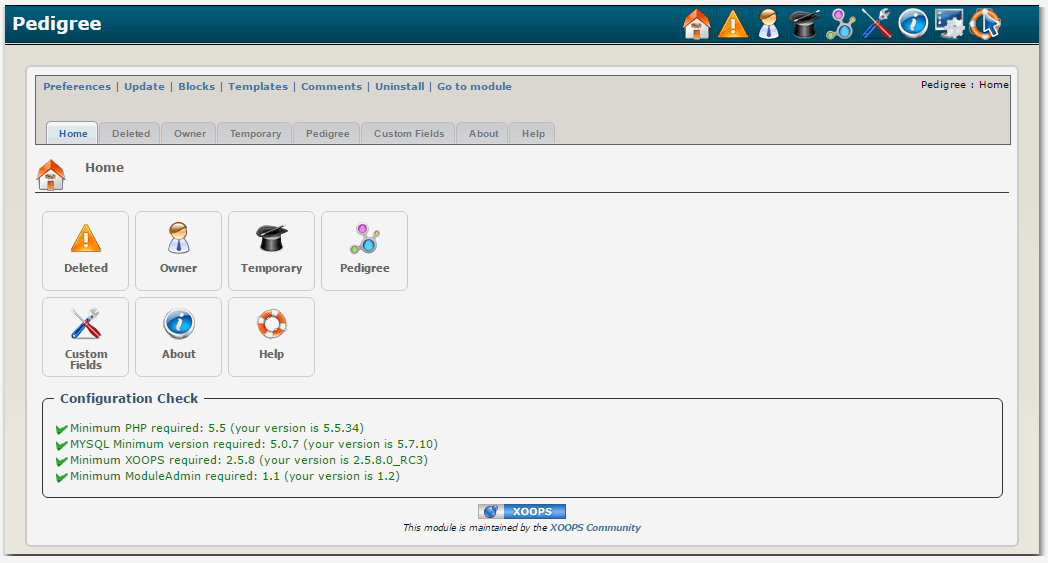 Pedigree
Preferences | Update | Blocks | Templates | Comments | Uninstall | Go to module
Pedigree : Home
Home Deleted Owner Temporary Pedigree Custom Fields About Help
Home
Deleted Owner Temporary Pedigree
Custom
Fields
About Help
Configuration Check
Minimum PHP required: 5.5 (your version is 5.5.34)
MYSQL Minimum version required: 5.0.7 (your version is 5.7.10)
Minimum XOOPS required: 2.5.8 (your version is 2.5.8.0_RC3)
Minimum ModuleAdmin required: 1.1 (your version is 1.2)
XOOPS
This module is maintained by the XOOPS Community